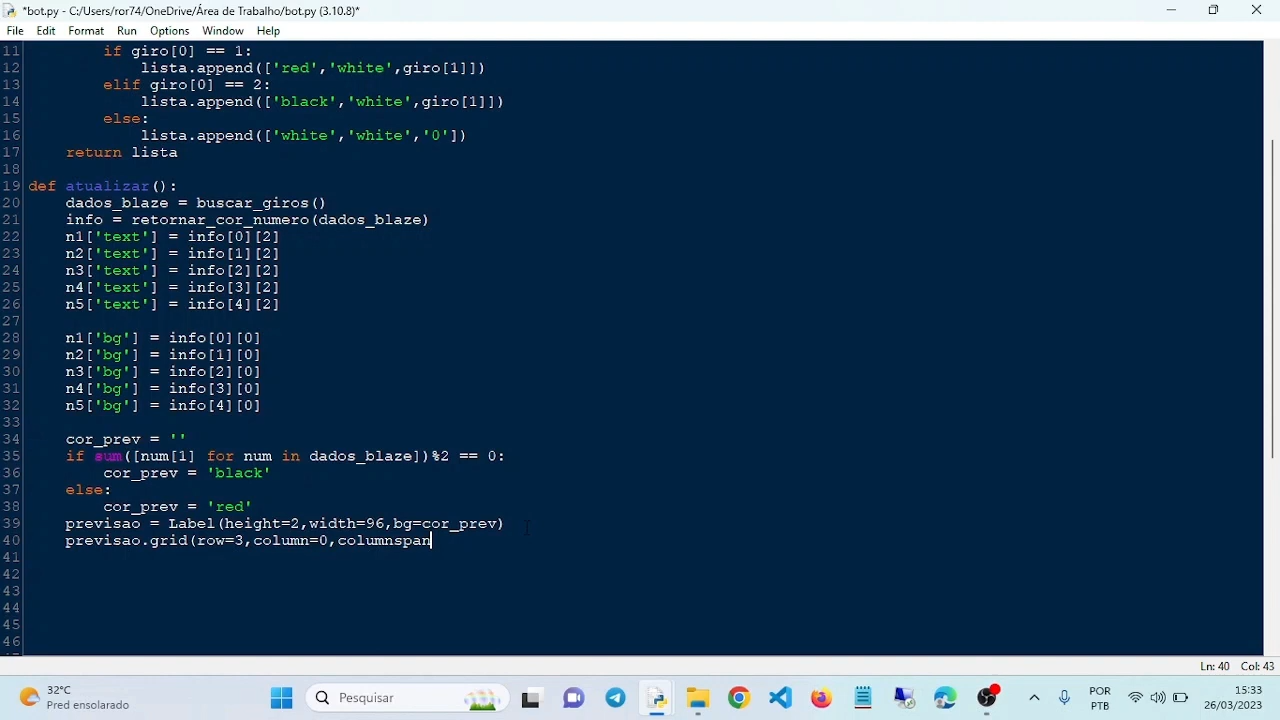 *bot.py - C:/Users/ror74/OneDrive/Área de Trabalho/bot.py (3.10.8)*
File Edit Format Run Options Window Help
11 if giro[0] == 1:
12 lista.append(['red','white',giro[1]])
13 elif giro[0] == 2:
14 lista.append(['black','white',giro[1]])
15 else:
16 lista.append(['white','white','0'])
17 return lista
18
19 def atualizar():
20 dados_blaze = buscar_giros()
21 info = retornar_cor_numero(dados_blaze)
22 n1['text'] = info[0][2]
23 n2['text'] = info[1][2]
24 n3['text'] = info[2][2]
25 n4['text'] = info[3][2]
26 n5['text'] = info[4][2]
27
28 n1['bg'] = info[0][0]
29 n2['bg'] = info[1][0]
30 n3['bg'] = info[2][0]
31 n4['bg'] = info[3][0]
32 n5['bg'] = info[4][0]
33
34 cor_prev = ''
35 if sum([num[1] for num in dados_blaze])%2 == 0:
36 cor_prev = 'black'
37 else:
38 cor_prev = 'red'
39 previsao = Label(height=2,width=96,bg=cor_prev)
40 previsao.grid(row=3,column=0,columnspan
41
42
43
44
45
46
Ln: 40 Col: 43
32°C
Pred ensolarado
Pesquisar
POR
PTB
15:33
26/03/2023